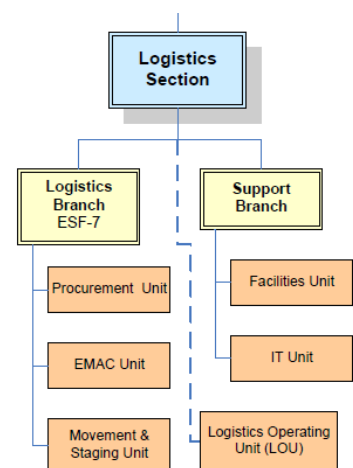 Logistics
Section
Logistics
Branch
ESF-7
Support
Branch
Procurement Unit
Facilities Unit
EMAC Unit
IT Unit
Movement &
Staging Unit
Logistics Operating
Unit (LOU)